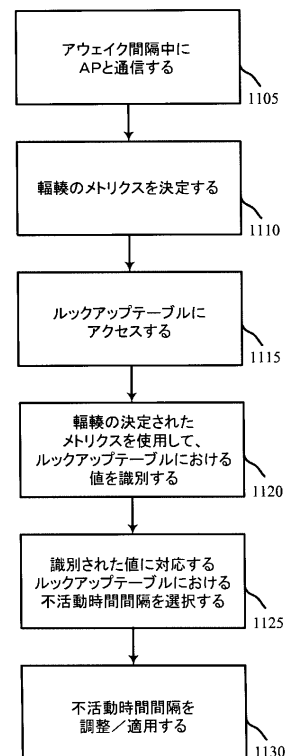 アウェイク間隔中に
APと通信する
1105
輻輳のメトリクスを決定する
1110
ルックアップテーブルに
アクセスする
1115
輻輳の決定された
メトリクスを使用して、
ルックアップテーブルにおける
値を識別する
1120
識別された値に対応する
ルックアップテーブルにおける
不活動時間間隔を選択する
1125
不活動時間間隔を
調整／適用する
1130